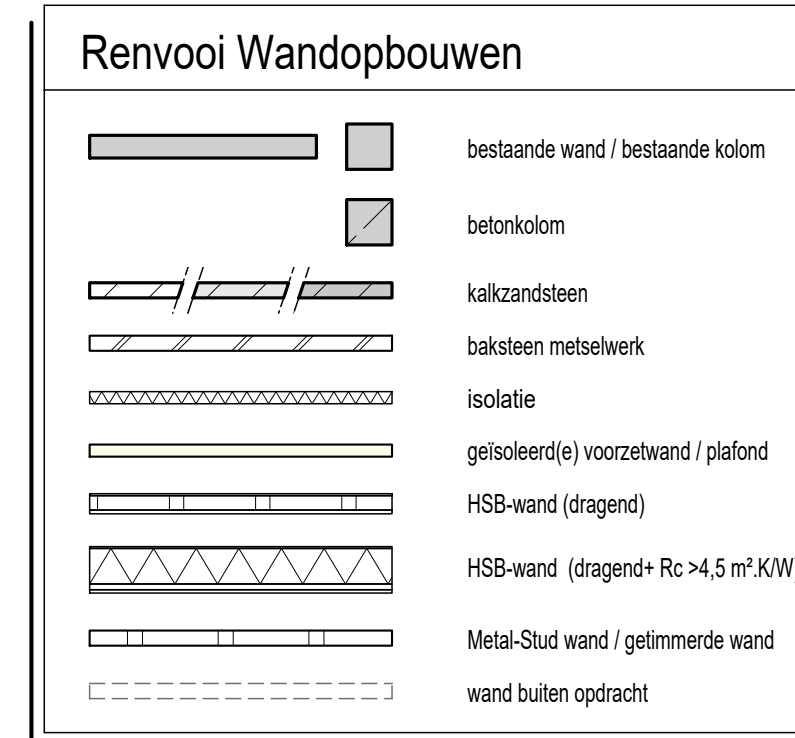 Renvooi Wandopbouwen
bestaande wand / bestaande kolom
betonkolom
kalkzandsteen
baksteen metselwerk
isolatie
geïsoleerd(e) voorzetwand / plafond
HSB-wand (dragend)
HSB-wand (dragend+ Rc >4,5 m².K/W)
Metal-Stud wand / getimmerde wand
wand buiten opdracht